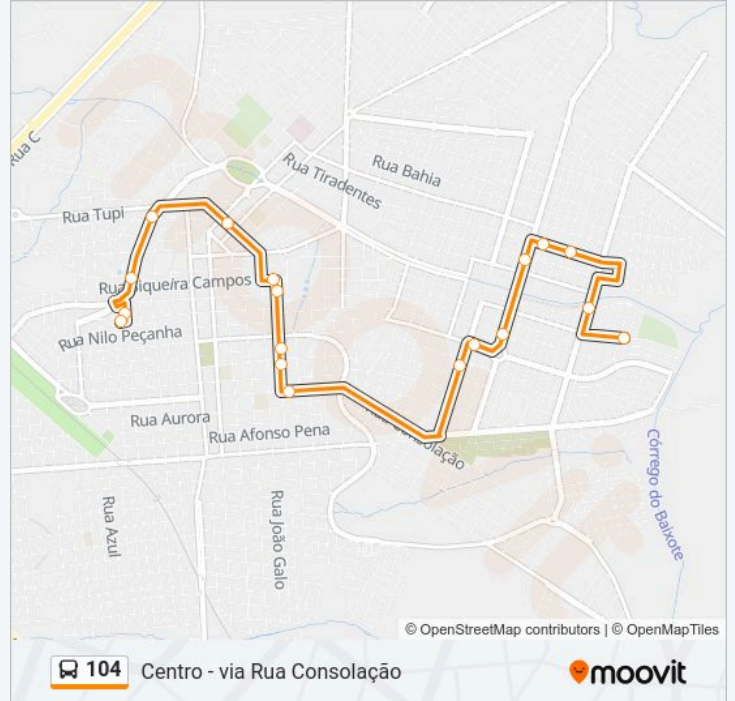 Rua C
Rua Tiradentes
Rua Bahia
Rua Tupi
Rua Siqueira Campos
Rua Nilo Peçanha
Rua Aurora
Rua Afonso Pena
Rua Consolação
Rua Azul
Rua João Galo
Córrego do Baixote
© OpenStreetMap contributors | © OpenMapTiles
104 Centro - via Rua Consolação
moovit